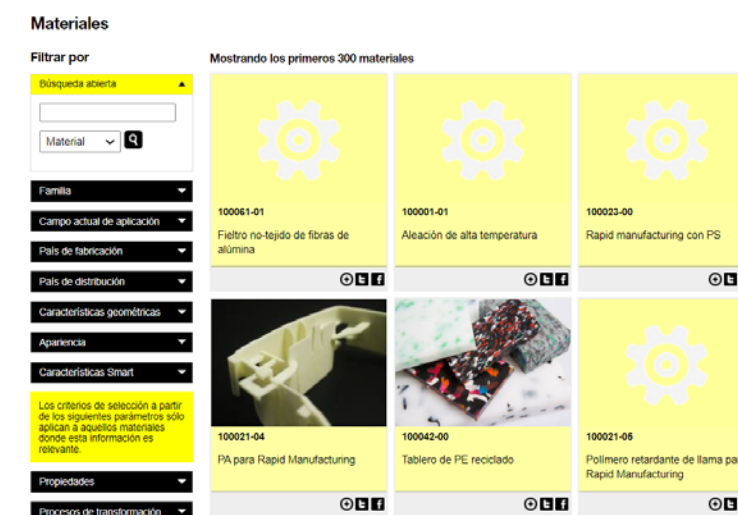 Materiales
Filtrar por
Mostrando los primeros 300 materiales
Búsqueda abierta
Material
Familia
Campo actual de aplicación
País de fabricación
País de distribución
Características geométricas
Apariencia
Características Smart
Los criterios de selección a partir
de los siguientes parámetros sólo
aplican a aquellos materiales
donde esta información es
relevante.
Propiedades
Procesos de transformación
100061-01
Fieltro no-tejido de fibras de
alúmina
100001-01
Aleación de alta temperatura
100023-00
Rapid manufacturing con PS
100021-04
PA para Rapid Manufacturing
100042-00
Tablero de PE reciclado
100021-05
Polímero retardante de llama pa
Rapid Manufacturing